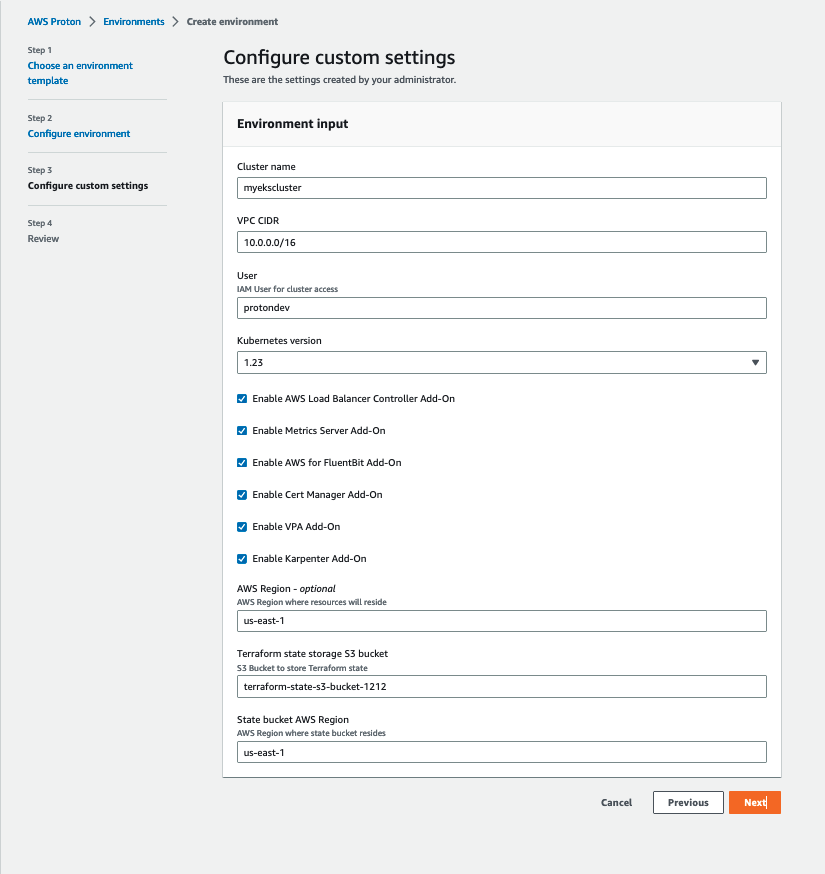 AWS Proton > Environments > Create environment
Step 1
Choose an environment
template
Step 2
Configure environment
Step 3
Configure custom settings
Step 4
Review
Configure custom settings
These are the settings created by your administrator.
Environment input
Cluster name
myekscluster
VPC CIDR
10.0.0.0/16
User
IAM User for cluster access
protondev
Kubernetes version
1.23
Enable AWS Load Balancer Controller Add-On
Enable Metrics Server Add-On
Enable AWS for FluentBit Add-On
Enable Cert Manager Add-On
Enable VPA Add-On
Enable Karpenter Add-On
AWS Region - optional
AWS Region where resources will reside
us-east-1
Terraform state storage S3 bucket
S3 Bucket to store Terraform state
terraform-state-s3-bucket-1212
State bucket AWS Region
AWS Region where state bucket resides
us-east-1
Cancel Previous Next